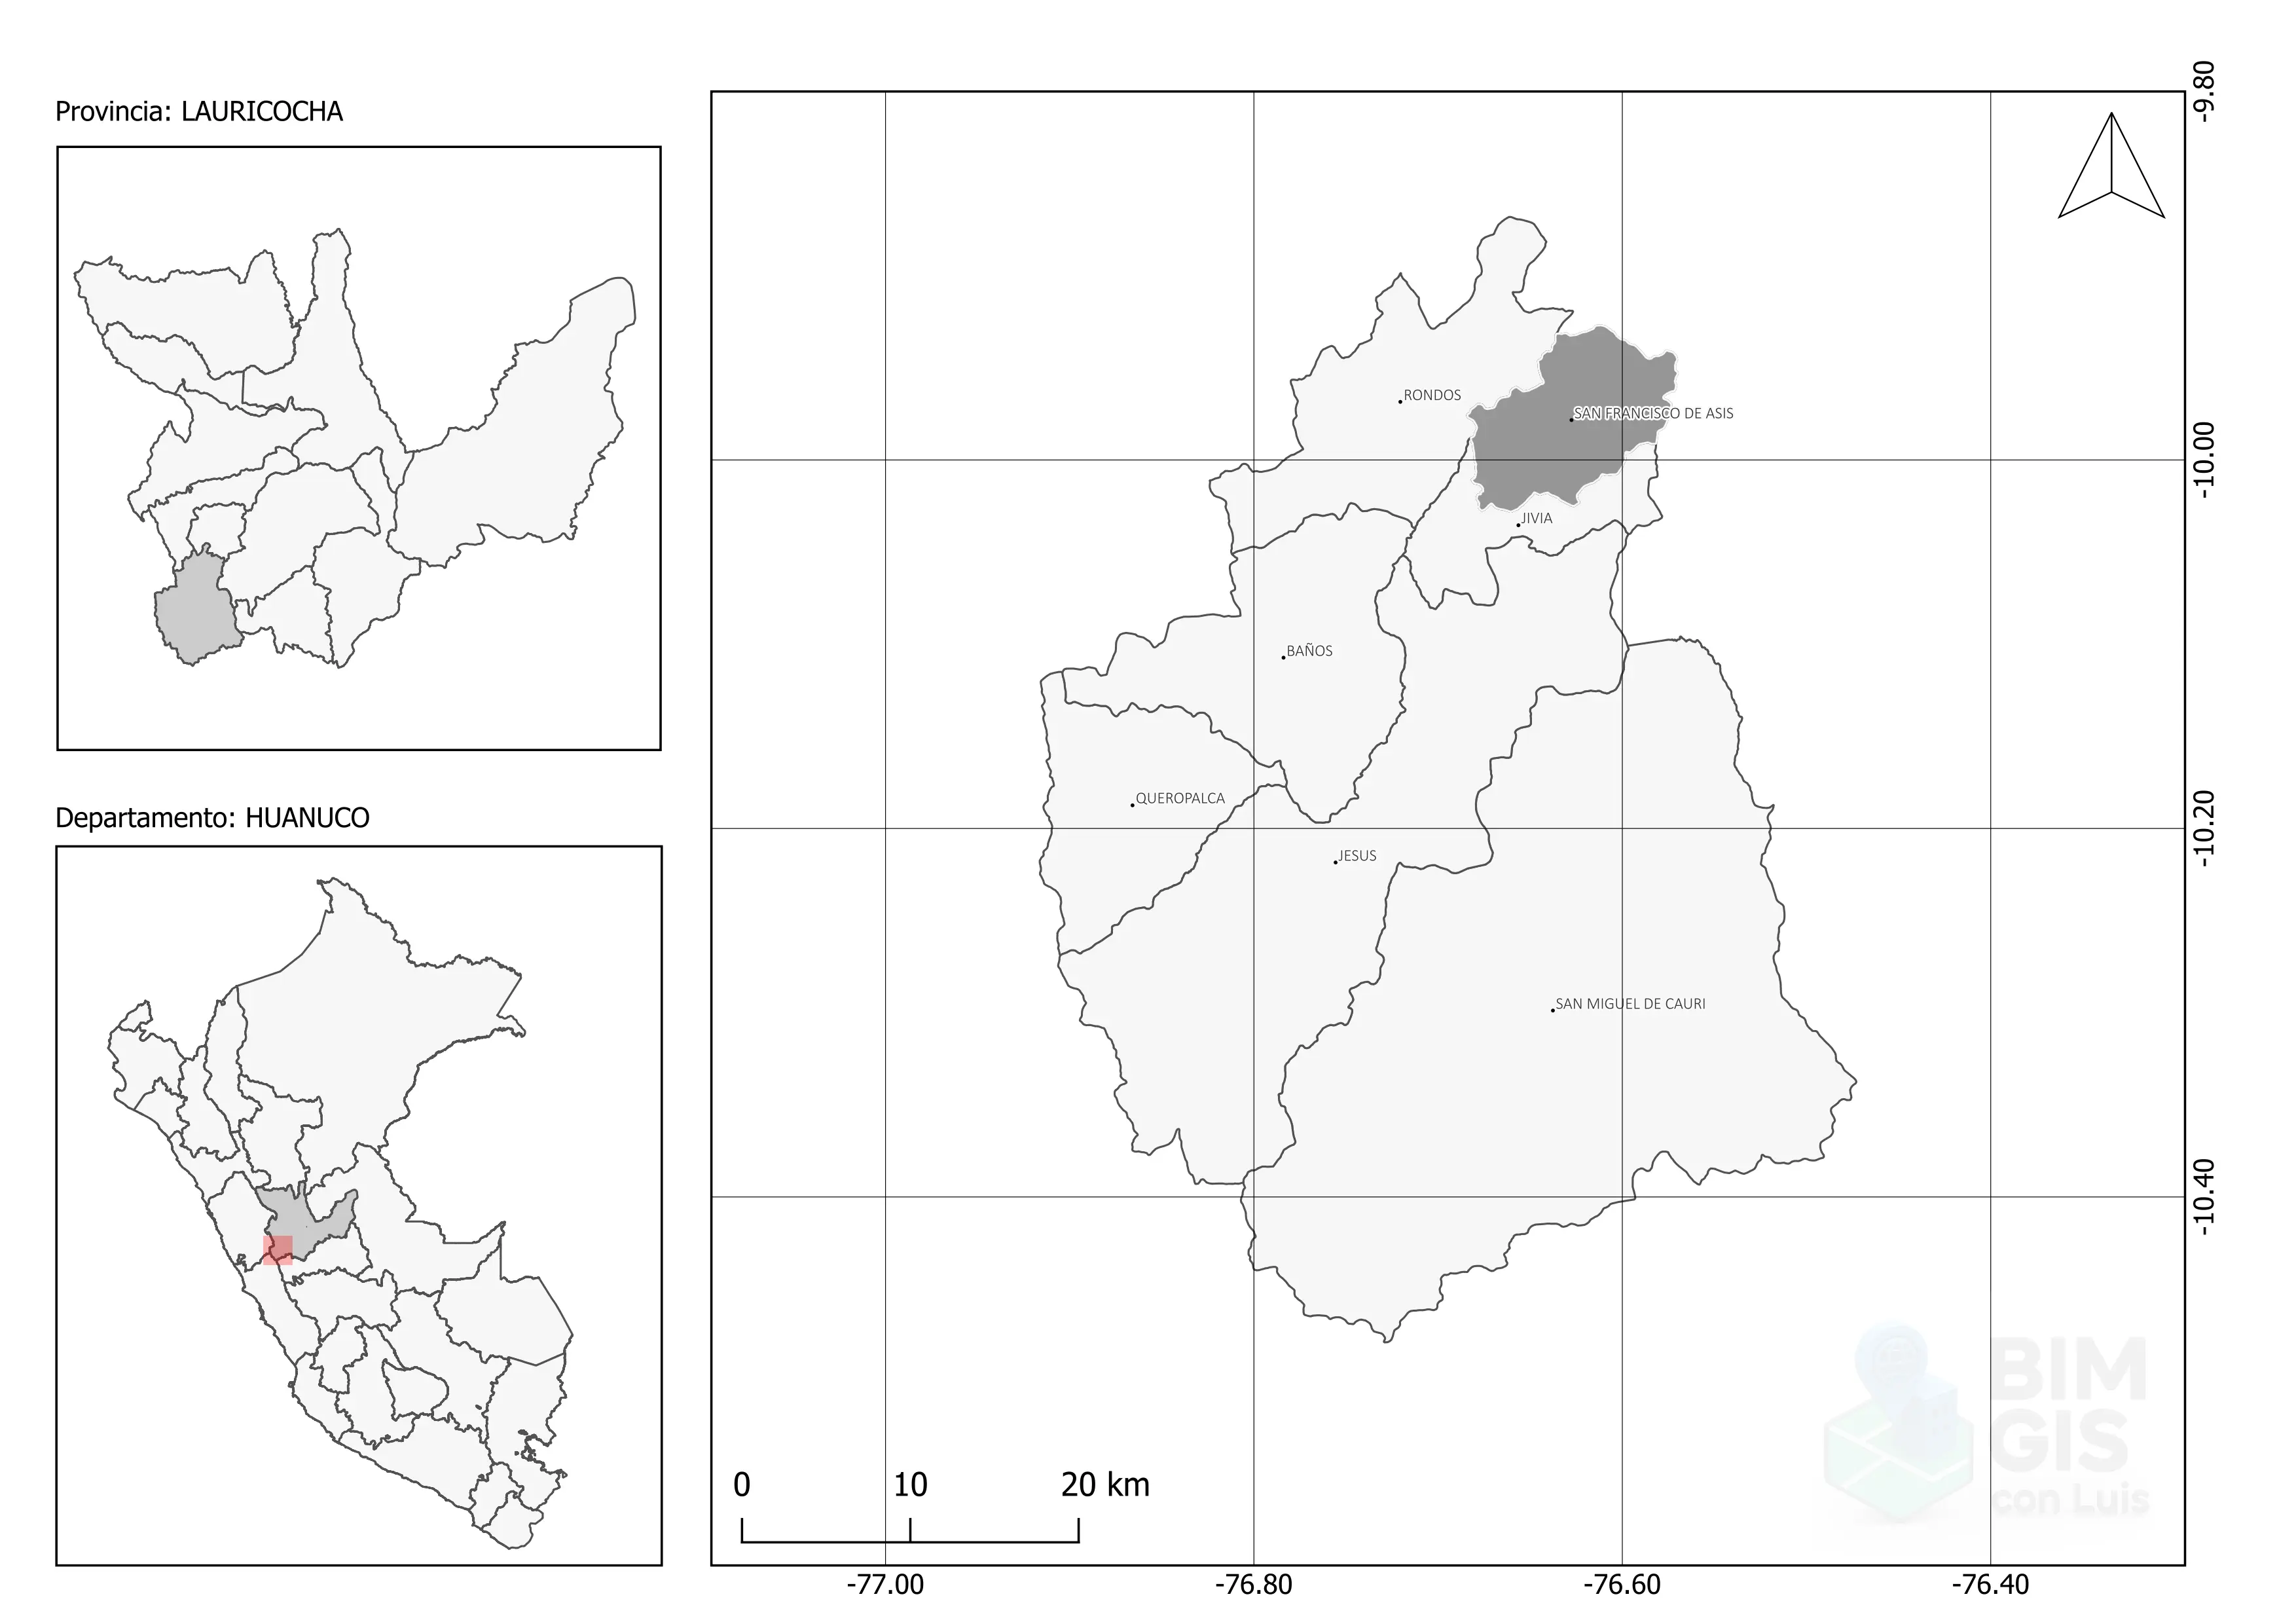 Provincia: LAURICOCHA
Departamento: HUANUCO
RONDOS
SAN FRANCISCO DE ASIS
JIVIA
BAÑOS
QUEROPALCA
JESUS
SAN MIGUEL DE CAURI
-9.80
-10.00
-10.20
-10.40
0 10 20 km
-77.00 -76.80 -76.60 -76.40
BIM
GIS
con Luis